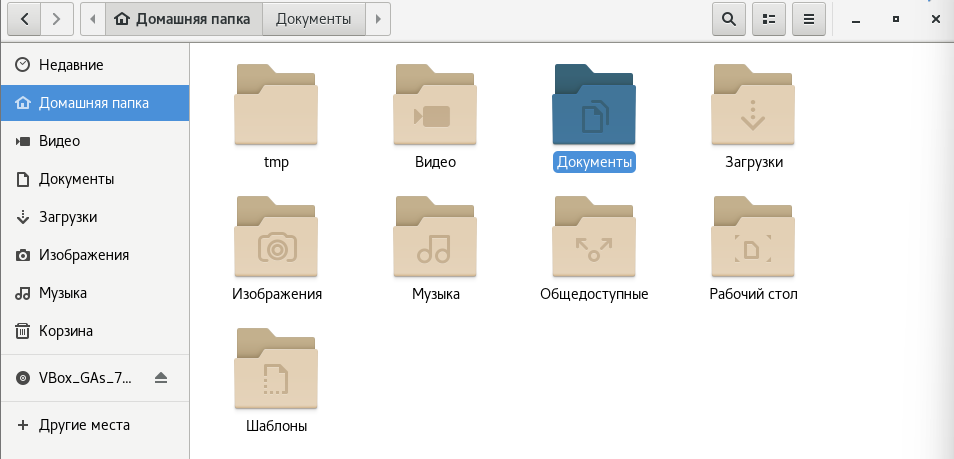 Домашняя папка
Документы
Недавние
Домашняя папка
Видео
Документы
Загрузки
Изображения
Музыка
Корзина
VBox_GAs_7...
Другие места
tmp
Видео
Документы
Загрузки
Изображения
Музыка
Общедоступные
Рабочий стол
Шаблоны